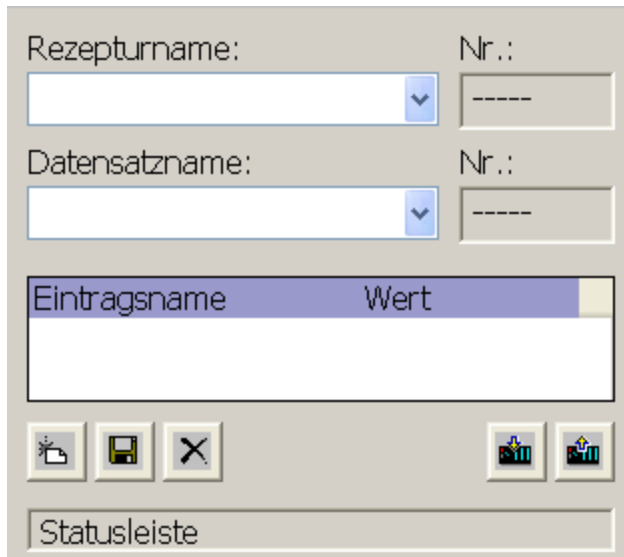 Rezepturname: Nr.:
-----
Datensatzname: Nr.:
-----
Eintragsname Wert
Statusleiste